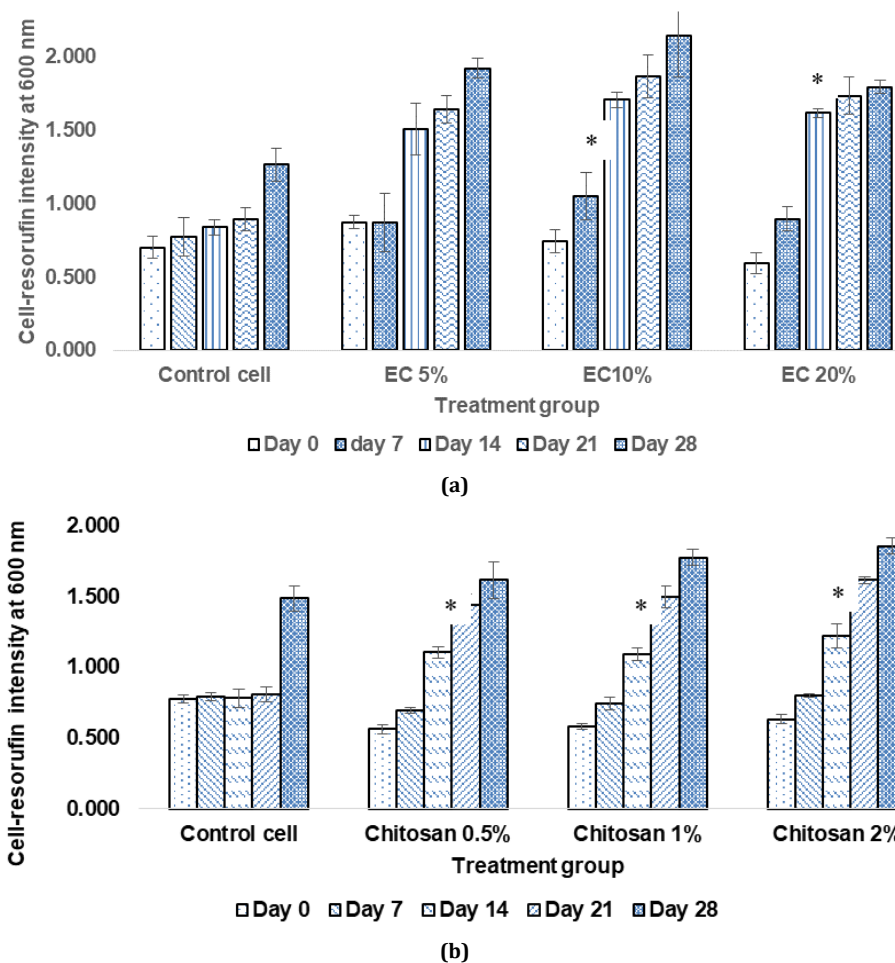 Cell-resorufin intensity at 600 nm
2.000
1.500
1.000
0.500
0.000
*
*
Control cell EC 5% EC10% EC 20%
Treatment group
Day 0 day 7 Day 14 Day 21 Day 28
(a)
Cell-resorufin intensity at 600 nm
2.000
1.500
1.000
0.500
0.000
* * *
Control cell Chitosan 0.5% Chitosan 1% Chitosan 2%
Treatment group
Day 0 Day 7 Day 14 Day 21 Day 28
(b)